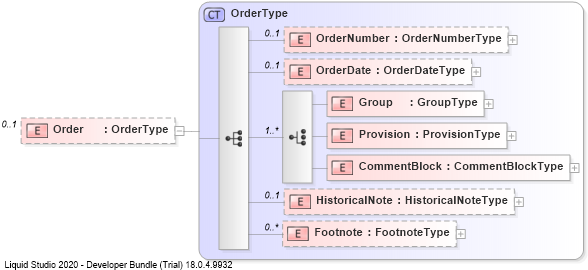 CT OrderType
0..1
E OrderNumber : OrderNumberType
0..1
E OrderDate : OrderDateType
0..1
E Order : OrderType
1..*
E Group : GroupType
E Provision : ProvisionType
E CommentBlock : CommentBlockType
0..1
E HistoricalNote : HistoricalNoteType
0..*
E Footnote : FootnoteType
Liquid Studio 2020 - Developer Bundle (Trial) 18.0.4.9932